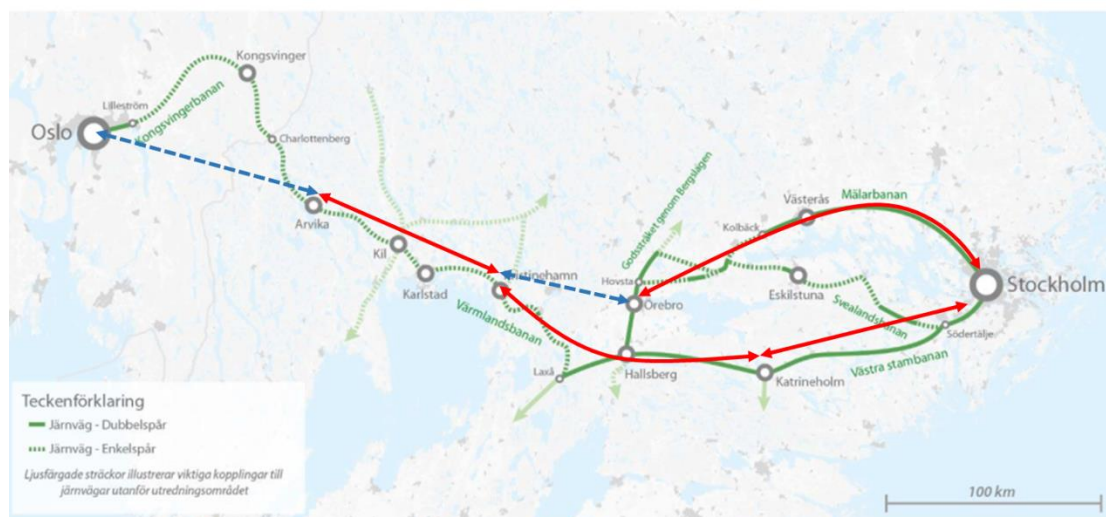 Kongsvinger
Lilleström
Kongsvingerbanan
Oslo
Charlottenberg
Arvika
Kil
Karlstad
Värmlandsbanan
Laxå
Hallsberg
Örebro
Hovsta
Godsstråket genom Bergslagen
Kolbäck
Västerås
Mälarbanan
Eskilstuna
Svealandsbanan
Stockholm
Södertälje
Västra stambanan
Katrineholm
Teckenförklaring
Järnväg - Dubbelspår
Järnväg - Enkelspår
Ljusfärgade sträckor illustrerar viktiga kopplingar till
järnvägar utanför utredningsområdet
100 km